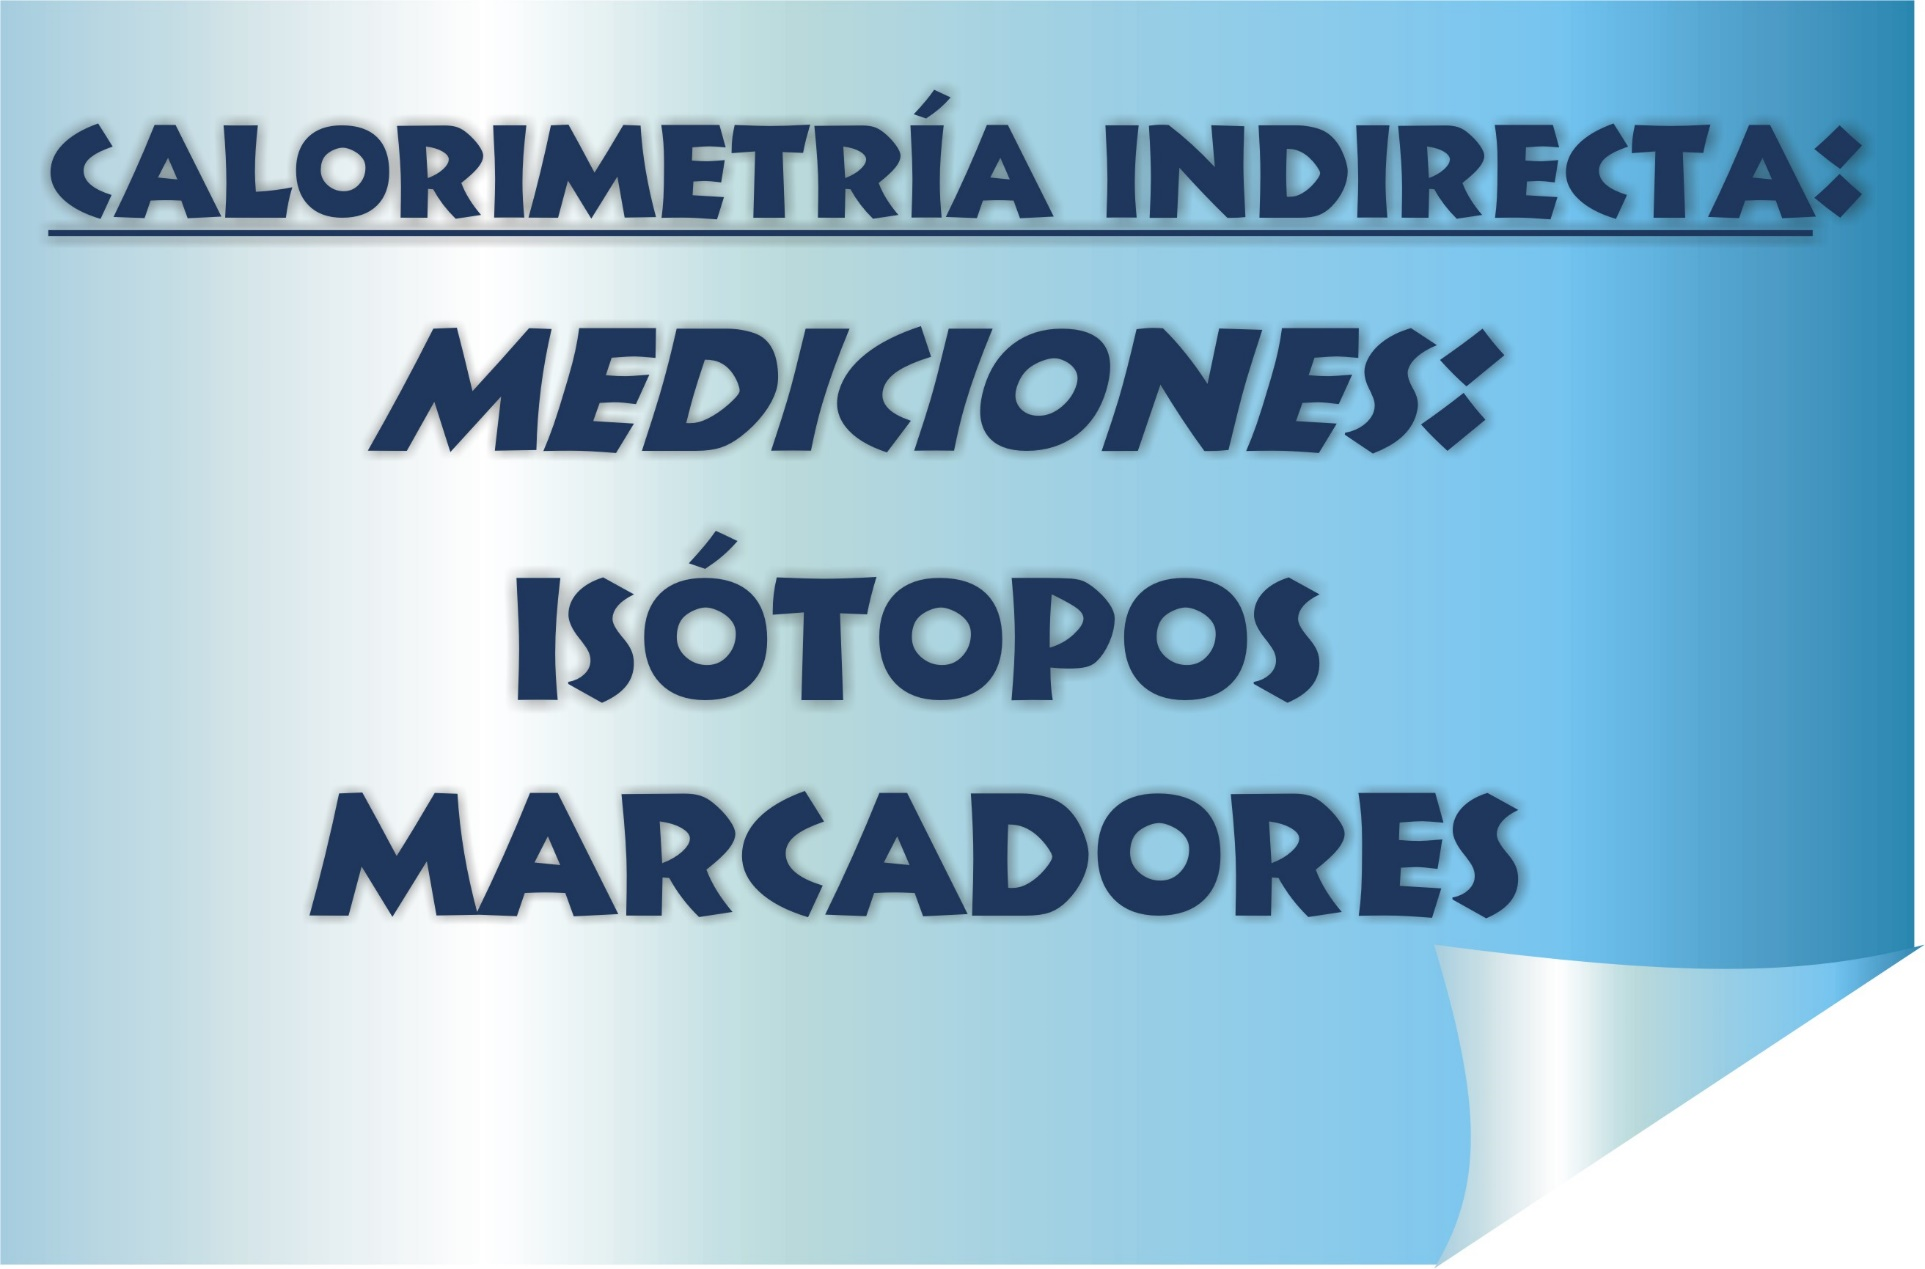 CALORIMETRÍA INDIRECTA:
MEDICIONES:
ISÓTOPOS
MARCADORES